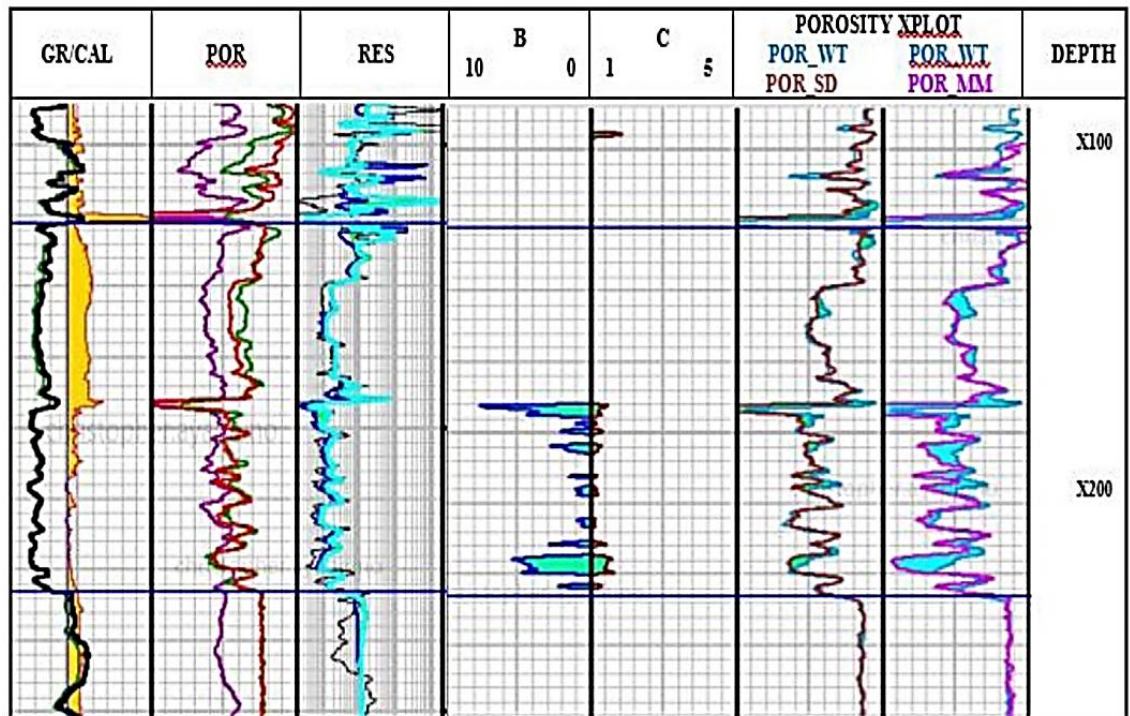 GR/CAL POR RES B C POROSITY XPLOT DEPTH
10 0 1 5 POR_WT POR_WT
POR_SD POR_MM
X100
X200